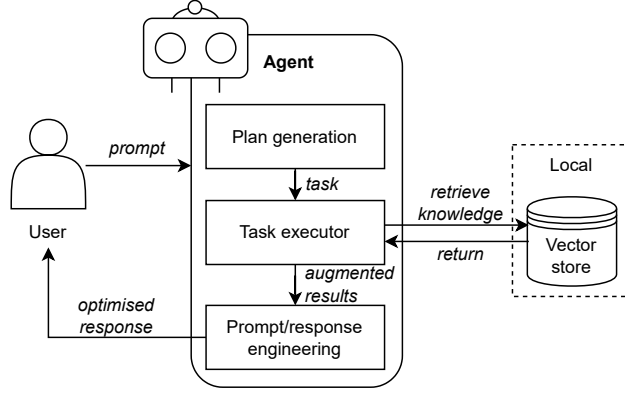 Agent
Plan generation
prompt
task
Local
retrieve
knowledge
User
Task executor
Vector
store
return
augmented
results
optimised
response
Prompt/response
engineering